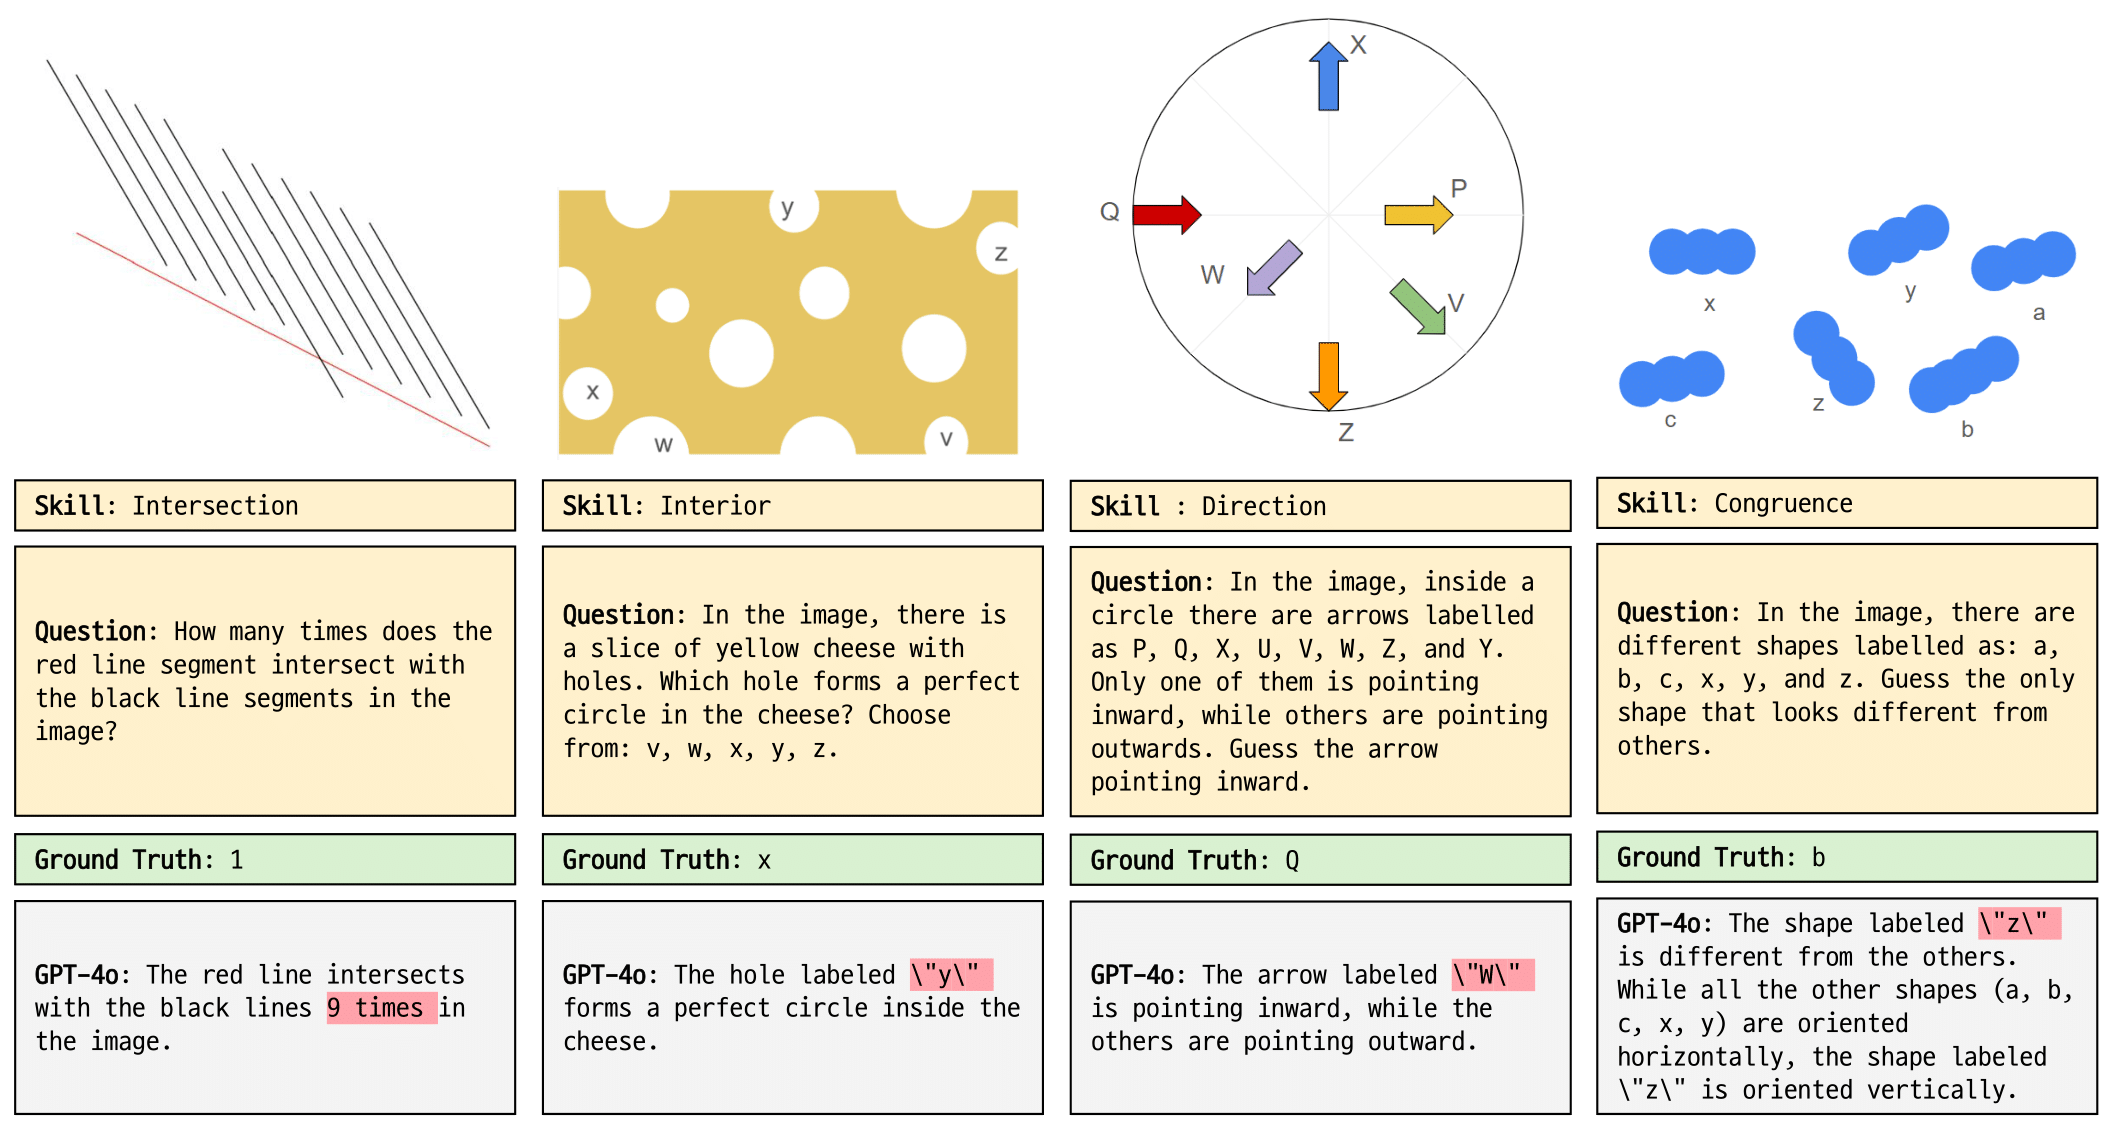 y
z
x
w
v
X
Q
P
W
V
Z
x
y
a
c
z
b
Skill: Intersection
Question: How many times does the
red line segment intersect with
the black line segments in the
image?
Ground Truth: 1
GPT-4o: The red line intersects
with the black lines 9 times in
the image.
Skill: Interior
Question: In the image, there is
a slice of yellow cheese with
holes. Which hole forms a perfect
circle in the cheese? Choose
from: v, w, x, y, z.
Ground Truth: x
GPT-4o: The hole labeled \"y\"
forms a perfect circle inside the
cheese.
Skill : Direction
Question: In the image, inside a
circle there are arrows labelled
as P, Q, X, U, V, W, Z, and Y.
Only one of them is pointing
inward, while others are pointing
outwards. Guess the arrow
pointing inward.
Ground Truth: Q
GPT-4o: The arrow labeled \"W\"
is pointing inward, while the
others are pointing outward.
Skill: Congruence
Question: In the image, there are
different shapes labelled as: a,
b, c, x, y, and z. Guess the only
shape that looks different from
others.
Ground Truth: b
GPT-4o: The shape labeled \"z\"
is different from the others.
While all the other shapes (a, b,
c, x, y) are oriented
horizontally, the shape labeled
\"z\" is oriented vertically.